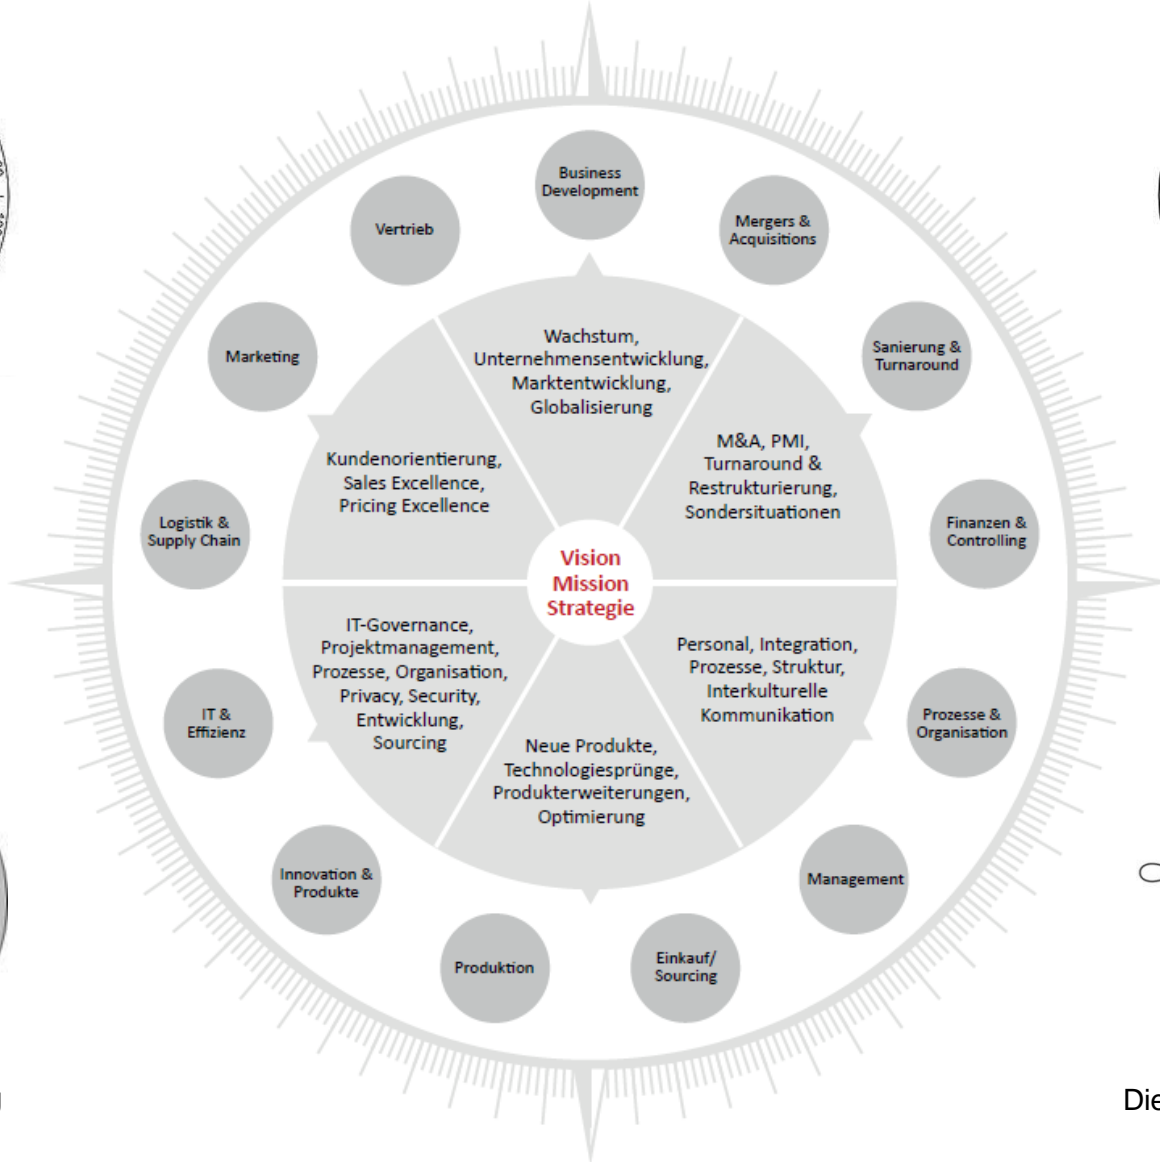 Business
Development
Vertrieb
Mergers &
Acquisitions
Marketing
Sanierung &
Turnaround
Wachstum,
Unternehmensentwicklung,
Marktentwicklung,
Globalisierung
Kundenorientierung,
Sales Excellence,
Pricing Excellence
M&A, PMI,
Turnaround &
Restrukturierung,
Sondersituationen
Logistik &
Supply Chain
Finanzen &
Controlling
Vision
Mission
Strategie
IT-Governance,
Projektmanagement,
Prozesse, Organisation,
Privacy, Security,
Entwicklung,
Sourcing
Personal, Integration,
Prozesse, Struktur,
Interkulturelle
Kommunikation
IT &
Effizienz
Prozesse &
Organisation
Neue Produkte,
Technologiesprünge,
Produkterweiterungen,
Optimierung
Innovation &
Produkte
Management
Produktion
Einkauf/
Sourcing
Die